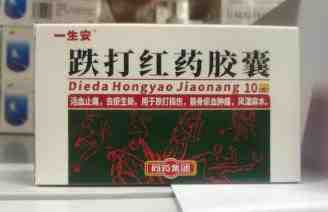 一生安
跌打红药胶囊
Dieda Hongyao Jiaonang 10
活血止痛，去瘀生新。用于跌打损伤，筋骨瘀血肿痛，风湿麻木。